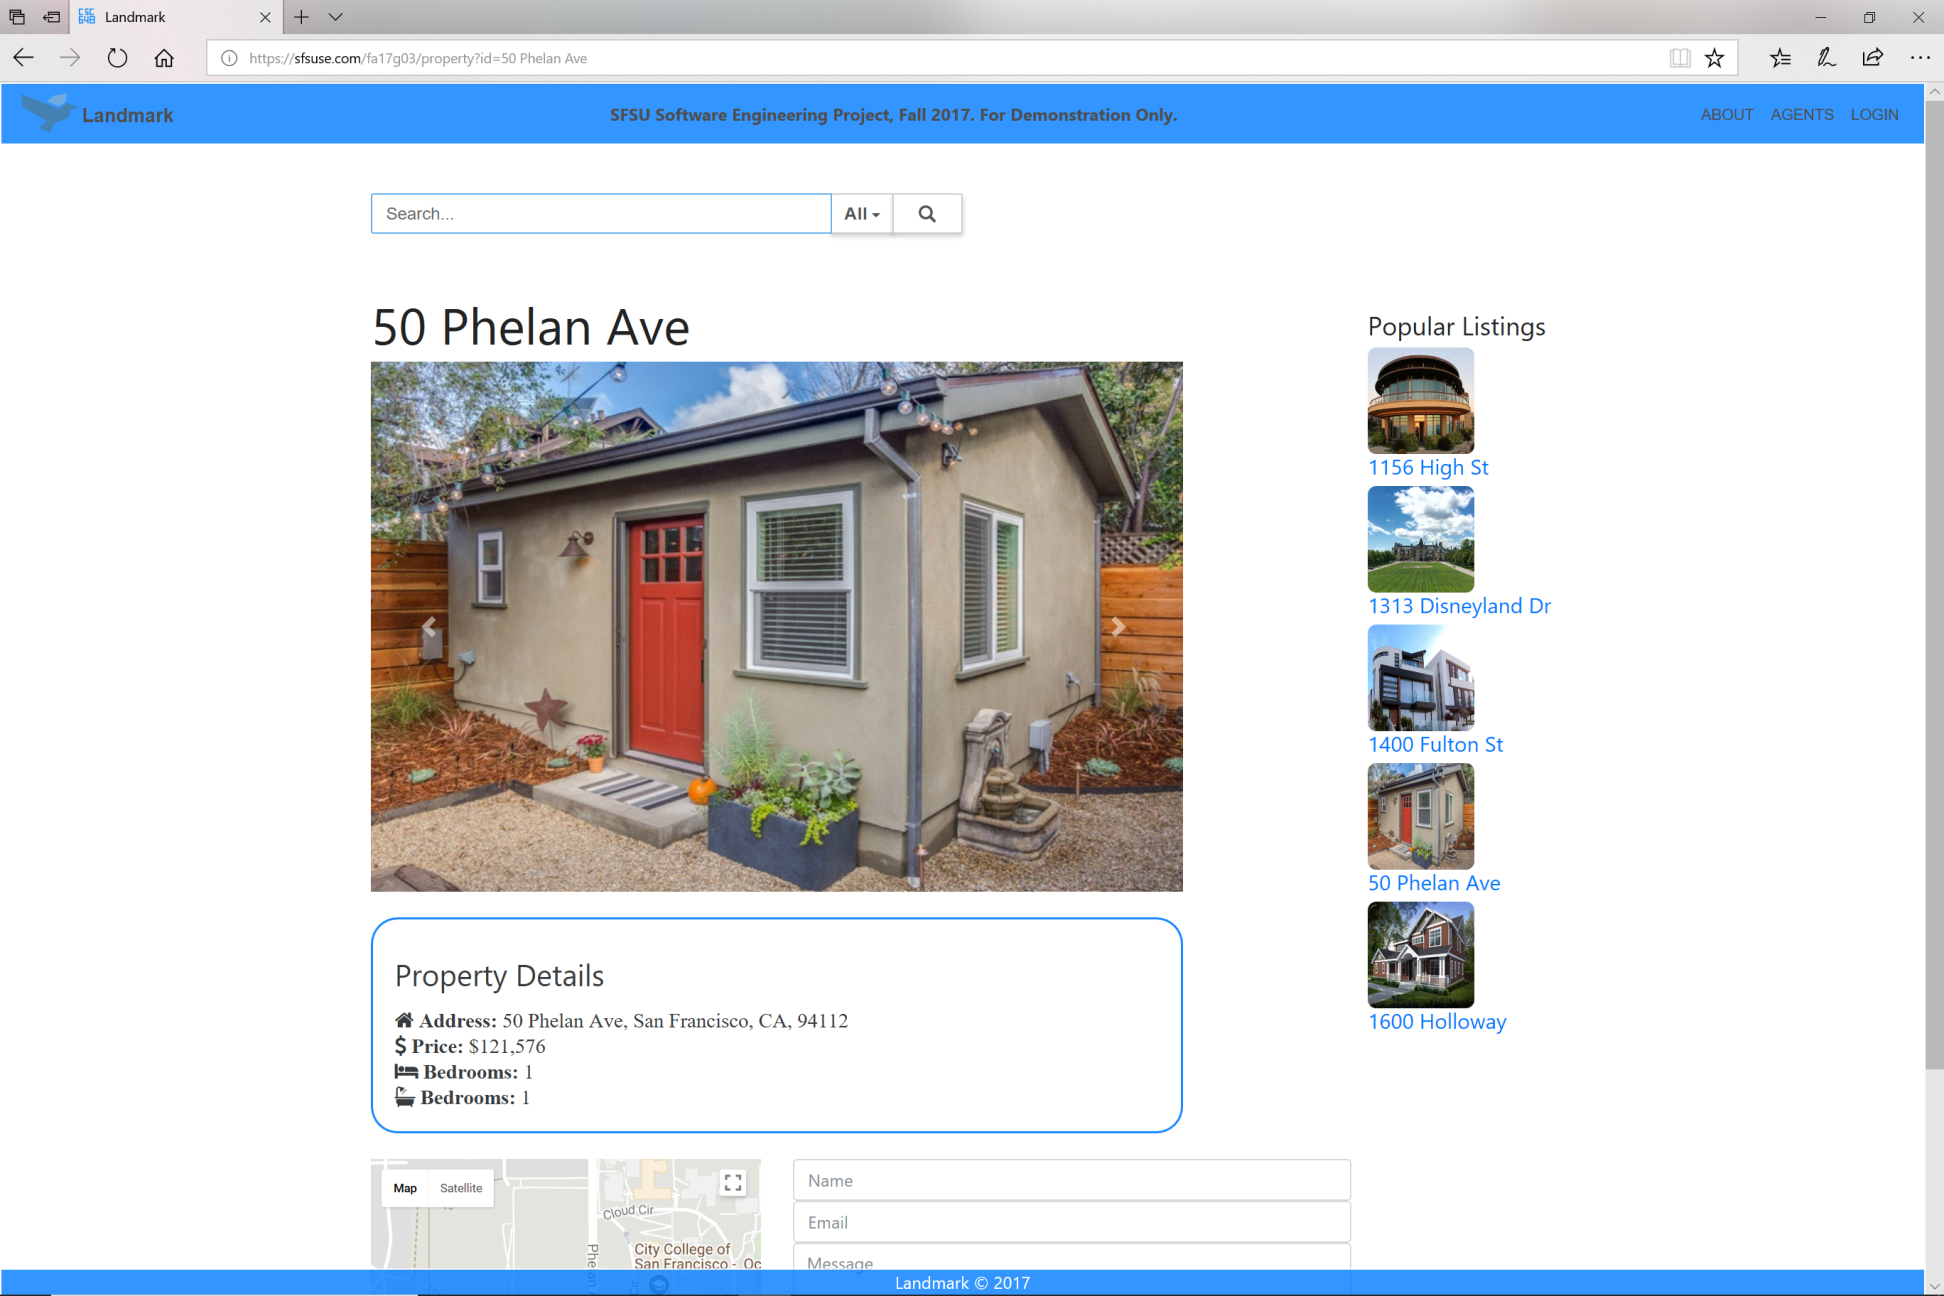 Landmark
https://sfsuse.com/fa17g03/property?id=50 Phelan Ave
Landmark
SFSU Software Engineering Project, Fall 2017. For Demonstration Only.
ABOUT AGENTS LOGIN
Search...
All
50 Phelan Ave
Property Details
Address: 50 Phelan Ave, San Francisco, CA, 94112
$ Price: $121,576
Bedrooms: 1
Bedrooms: 1
Popular Listings
1156 High St
1313 Disneyland Dr
1400 Fulton St
50 Phelan Ave
1600 Holloway
Map Satellite
Cloud Cir
City College of
San Francisco - Oc
Phelan
Name
Email
Message
Landmark © 2017